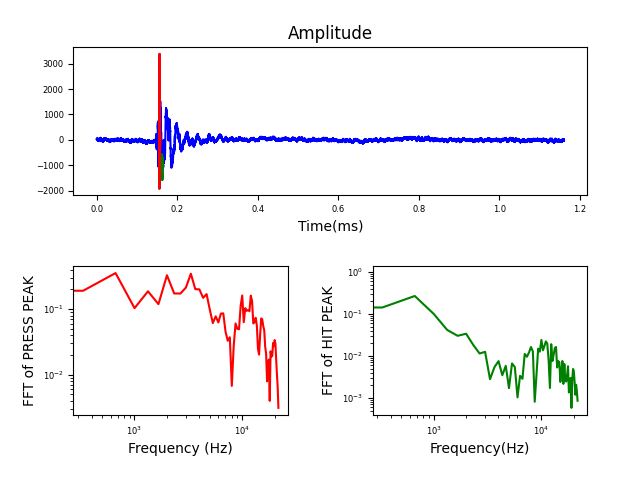 Amplitude
3000
2000
1000
0
−1000
−2000
0.0 0.2 0.4 0.6 0.8 1.0 1.2
Time(ms)
FFT of PRESS PEAK
10⁻¹
10⁻²
10³ 10⁴
Frequency (Hz)
FFT of HIT PEAK
10⁰
10⁻¹
10⁻²
10⁻³
10³ 10⁴
Frequency(Hz)